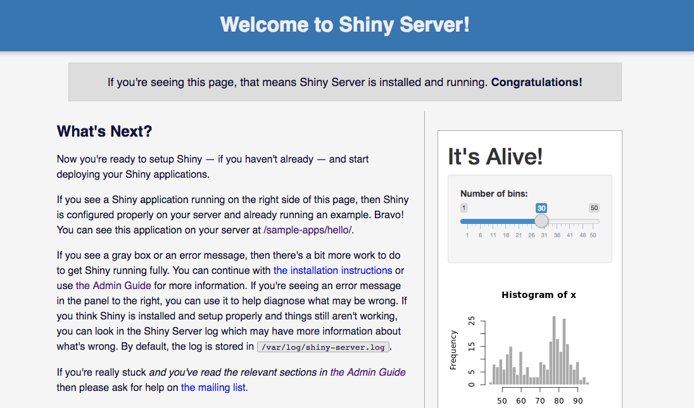 Welcome to Shiny Server!
If you're seeing this page, that means Shiny Server is installed and running. Congratulations!
What's Next?
Now you're ready to setup Shiny — if you haven't already — and start
deploying your Shiny applications.
If you see a Shiny application running on the right side of this page, then Shiny
is configured properly on your server and already running an example. Bravo!
You can see this application on your server at /sample-apps/hello/.
If you see a gray box or an error message, then there's a bit more work to do
to get Shiny running fully. You can continue with the installation instructions or
use the Admin Guide for more information. If you're seeing an error message
in the panel to the right, you can use it to help diagnose what may be wrong. If
you think Shiny is installed and setup properly and things still aren't working,
you can look in the Shiny Server log which may have more information about
what's wrong. By default, the log is stored in /var/log/shiny-server.log.
If you're really stuck and you've read the relevant sections in the Admin Guide
then please ask for help on the mailing list.
It's Alive!
Number of bins:
1 30 50
1 6 11 16 21 26 31 36 41 46 50
Histogram of x
Frequency
25
20
15
10
5
0
50 60 70 80 90